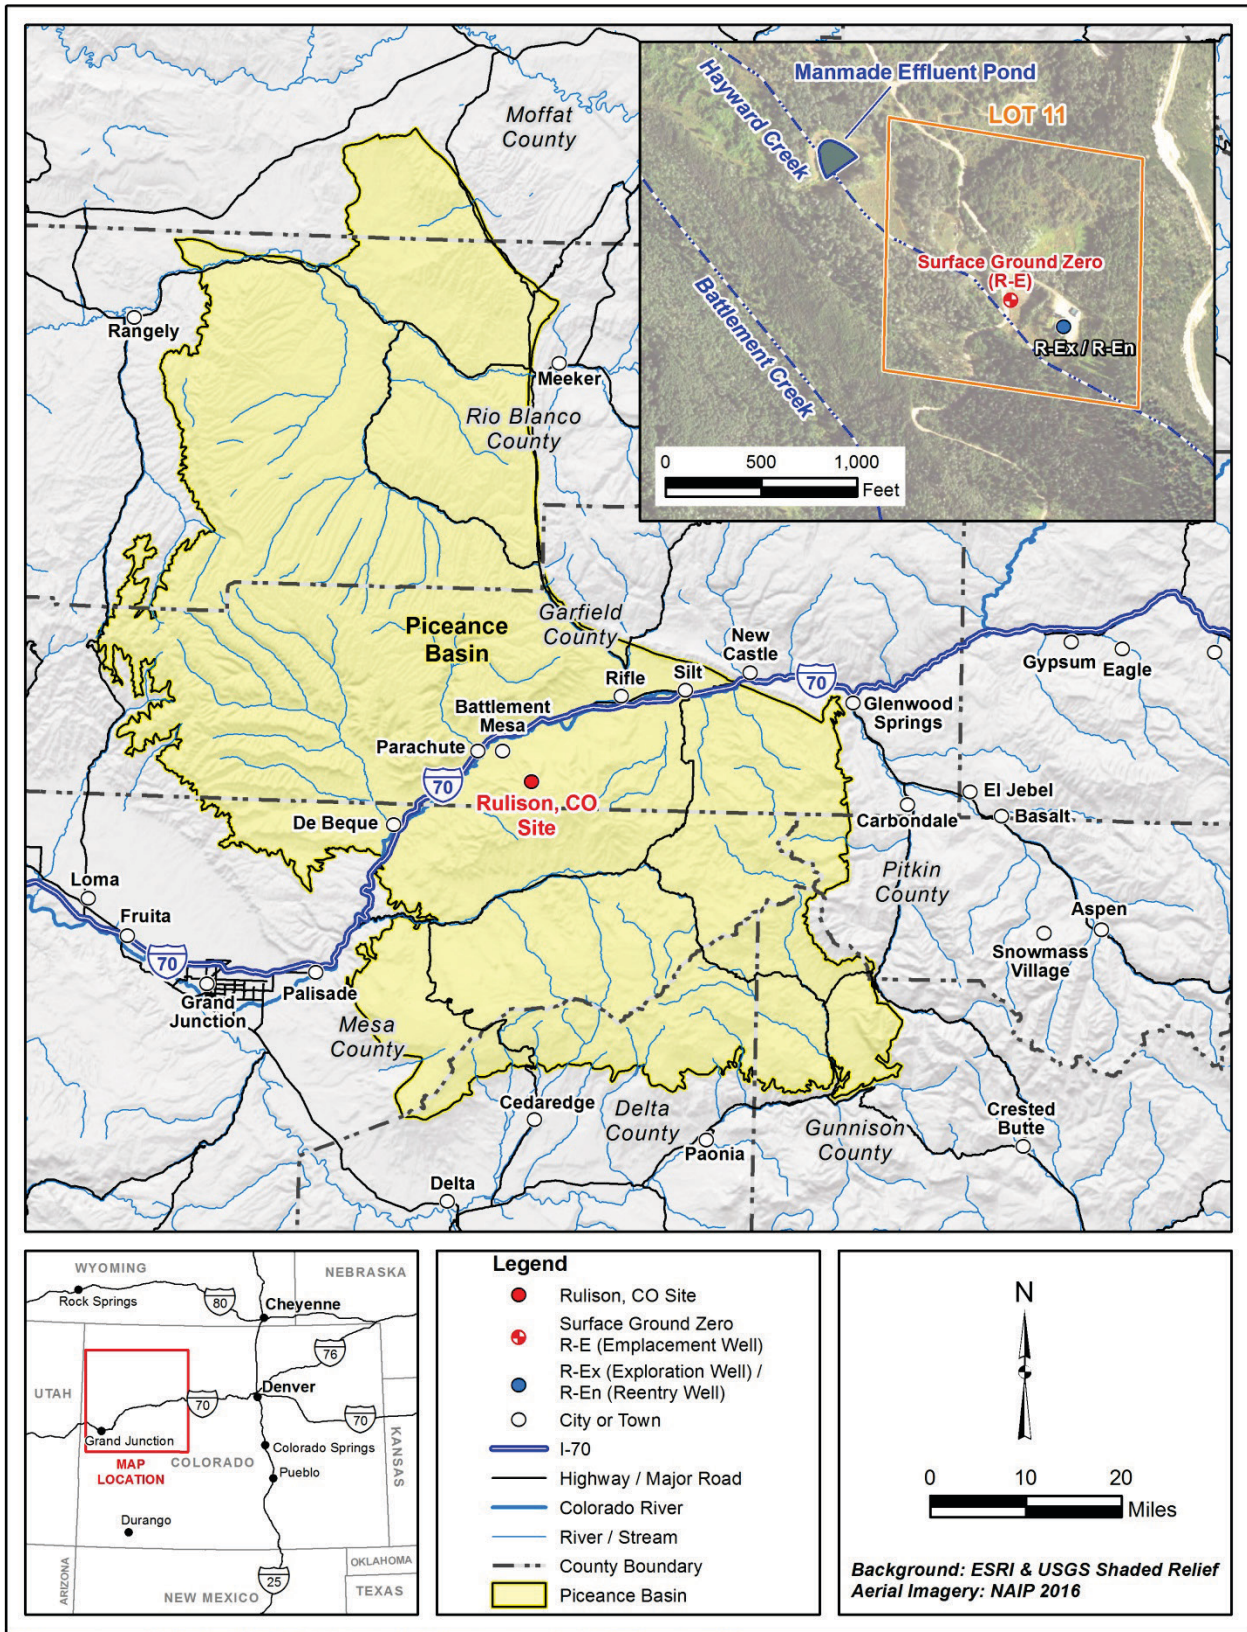 Moffat
County
Rangely
Meeker
Rio Blanco
County
Hayward Creek
Manmade Effluent Pond
LOT 11
Surface Ground Zero
(R-E)
R-Ex / R-En
Battlement Creek
0 500 1,000
Feet
Garfield
County
Piceance
Basin
New
Castle
Rifle
Silt
70
Gypsum
Eagle
Glenwood
Springs
Battlement
Mesa
Parachute
70
Rulison, CO
Site
De Beque
El Jebel
Carbondale
Basalt
Loma
Pitkin
County
Fruita
Aspen
70
Snowmass
Village
Grand
Junction
Palisade
Mesa
County
Cedaredge
Delta
County
Paonia
Gunnison
County
Crested
Butte
Delta
WYOMING
NEBRASKA
Rock Springs
80
Cheyenne
76
UTAH
Denver
70
70
Grand Junction
MAP
LOCATION
COLORADO
Colorado Springs
Pueblo
KANSAS
Durango
ARIZONA
NEW MEXICO
25
OKLAHOMA
TEXAS
Legend
Rulison, CO Site
Surface Ground Zero
R-E (Emplacement Well)
R-Ex (Exploration Well) /
R-En (Reentry Well)
City or Town
I-70
Highway / Major Road
Colorado River
River / Stream
County Boundary
Piceance Basin
N
0 10 20
Miles
Background: ESRI & USGS Shaded Relief
Aerial Imagery: NAIP 2016